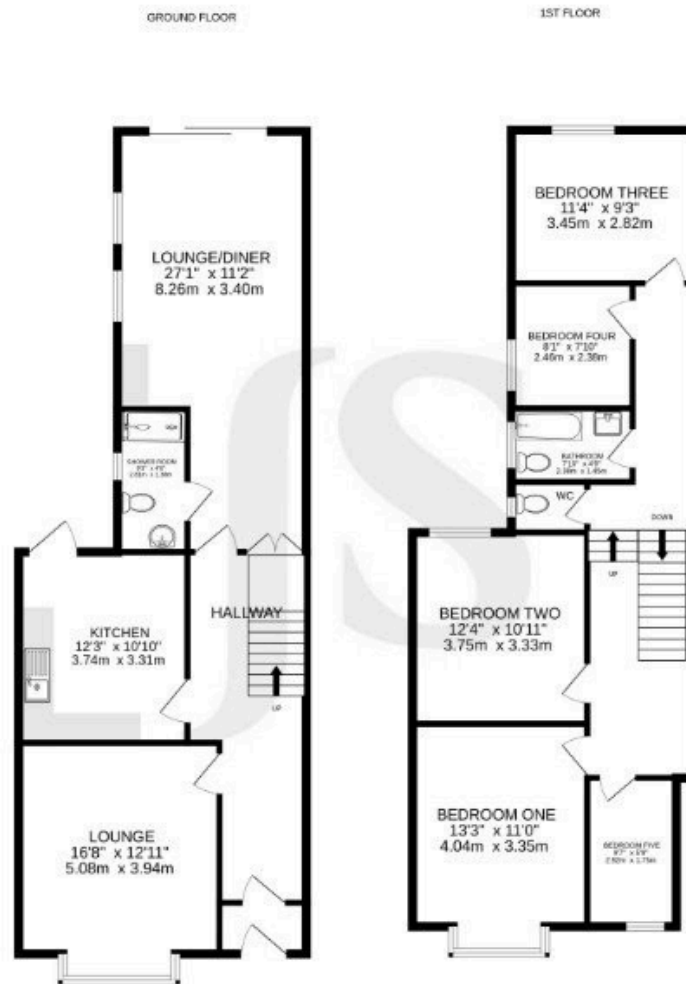 GROUND FLOOR
LOUNGE/DINER
27'1" x 11'2"
8.26m x 3.40m
SHOWER ROOM
HALLWAY
KITCHEN
12'3" x 10'10"
3.74m x 3.31m
UP
LOUNGE
16'8" x 12'11"
5.08m x 3.94m
1ST FLOOR
BEDROOM THREE
11'4" x 9'3"
3.45m x 2.82m
BEDROOM FOUR
8'1" x 7'10"
2.46m x 2.38m
BATHROOM
WC
DOWN
UP
BEDROOM TWO
12'4" x 10'11"
3.75m x 3.33m
BEDROOM ONE
13'3" x 11'0"
4.04m x 3.35m
BEDROOM FIVE
JS